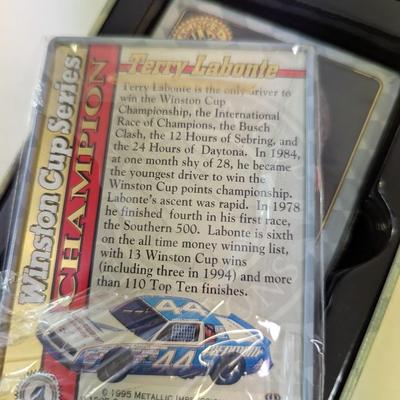 Terry Labonte
Winston Cup Series
CHAMPION
Terry Labonte is the only driver to
win the Winston Cup
Championship, the International
Race of Champions, the Busch
Clash, the 12 Hours of Sebring, and
the 24 Hours of Daytona. In 1984,
at one month shy of 28, he became
the youngest driver to win the
Winston Cup points championship.
Labonte's ascent was rapid. In 1978
he finished fourth in his first race,
the Southern 500. Labonte is sixth
on the all time money winning list,
with 13 Winston Cup wins
(including three in 1994) and more
than 110 Top Ten finishes.
44
44
© 1995 METALLIC